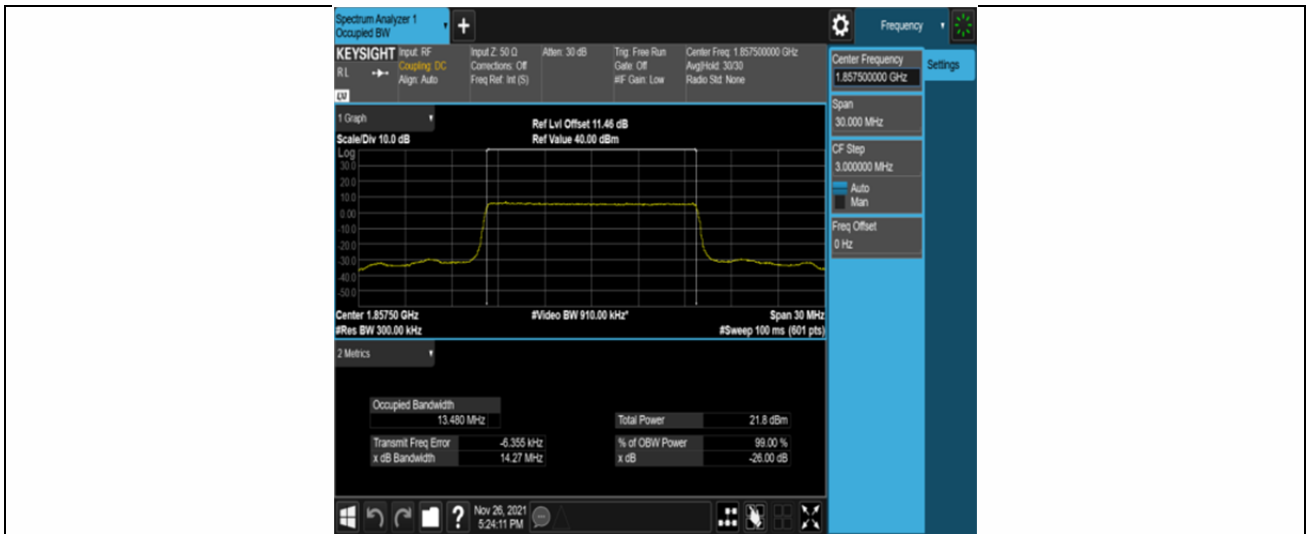 Spectrum Analyzer 1
Occupied BW
+
Frequency
KEYSIGHT
R L
Input: RF
Coupling: DC
Align: Auto
Input Z: 50 Ω
Corrections: Off
Freq Ref: Int (S)
Atten: 30 dB
Trig: Free Run
Gate: Off
#IF Gain: Low
Center Freq: 1.857500000 GHz
Avg|Hold: 30/30
Radio Std: None
Center Frequency
1.857500000 GHz
Settings
Span
30.000 MHz
CF Step
3.000000 MHz
Auto
Man
Freq Offset
0 Hz
1 Graph
Scale/Div 10.0 dB
Ref Lvl Offset 11.46 dB
Ref Value 40.00 dBm
Log
30.0
20.0
10.0
0.00
-10.0
-20.0
-30.0
-40.0
-50.0
Center 1.85750 GHz
#Res BW 300.00 kHz
#Video BW 910.00 kHz*
Span 30 MHz
#Sweep 100 ms (601 pts)
2 Metrics
Occupied Bandwidth
13.480 MHz
Total Power 21.8 dBm
Transmit Freq Error -6.355 kHz
% of OBW Power 99.00 %
x dB Bandwidth 14.27 MHz
x dB -26.00 dB
?
Nov 26, 2021
5:24:11 PM